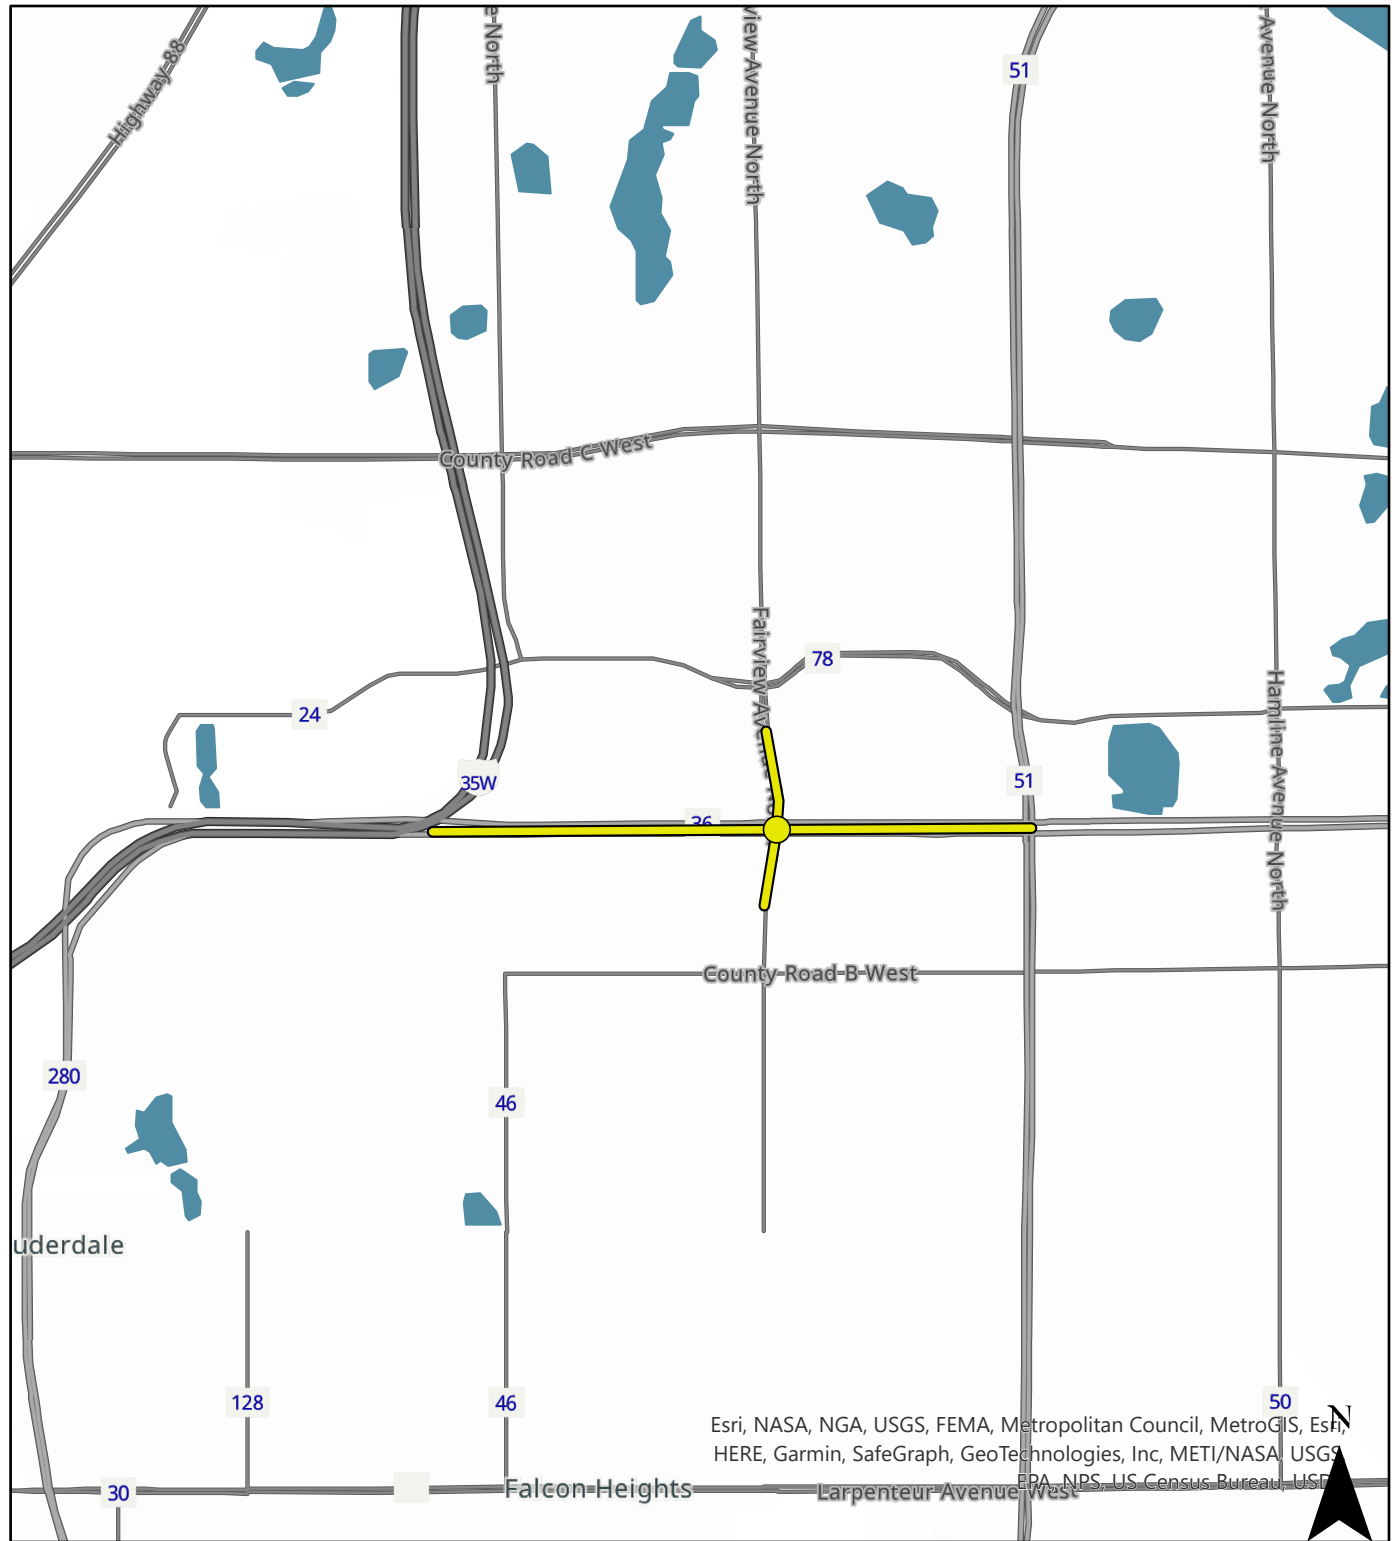 e-North
view-Avenue-North
51
Avenue-North
Highway-88
County Road C West
Fairview Avenue No
78
24
Hamline-Avenue-North
35W
51
36
County Road B West
280
46
uderdale
128
46
50
N
Esri, NASA, NGA, USGS, FEMA, Metropolitan Council, MetroGIS, Esri,
HERE, Garmin, SafeGraph, GeoTechnologies, Inc, METI/NASA, USGS,
EPA, NPS, US Census Bureau, USD
30
Falcon Heights
Larpenteur Avenue West